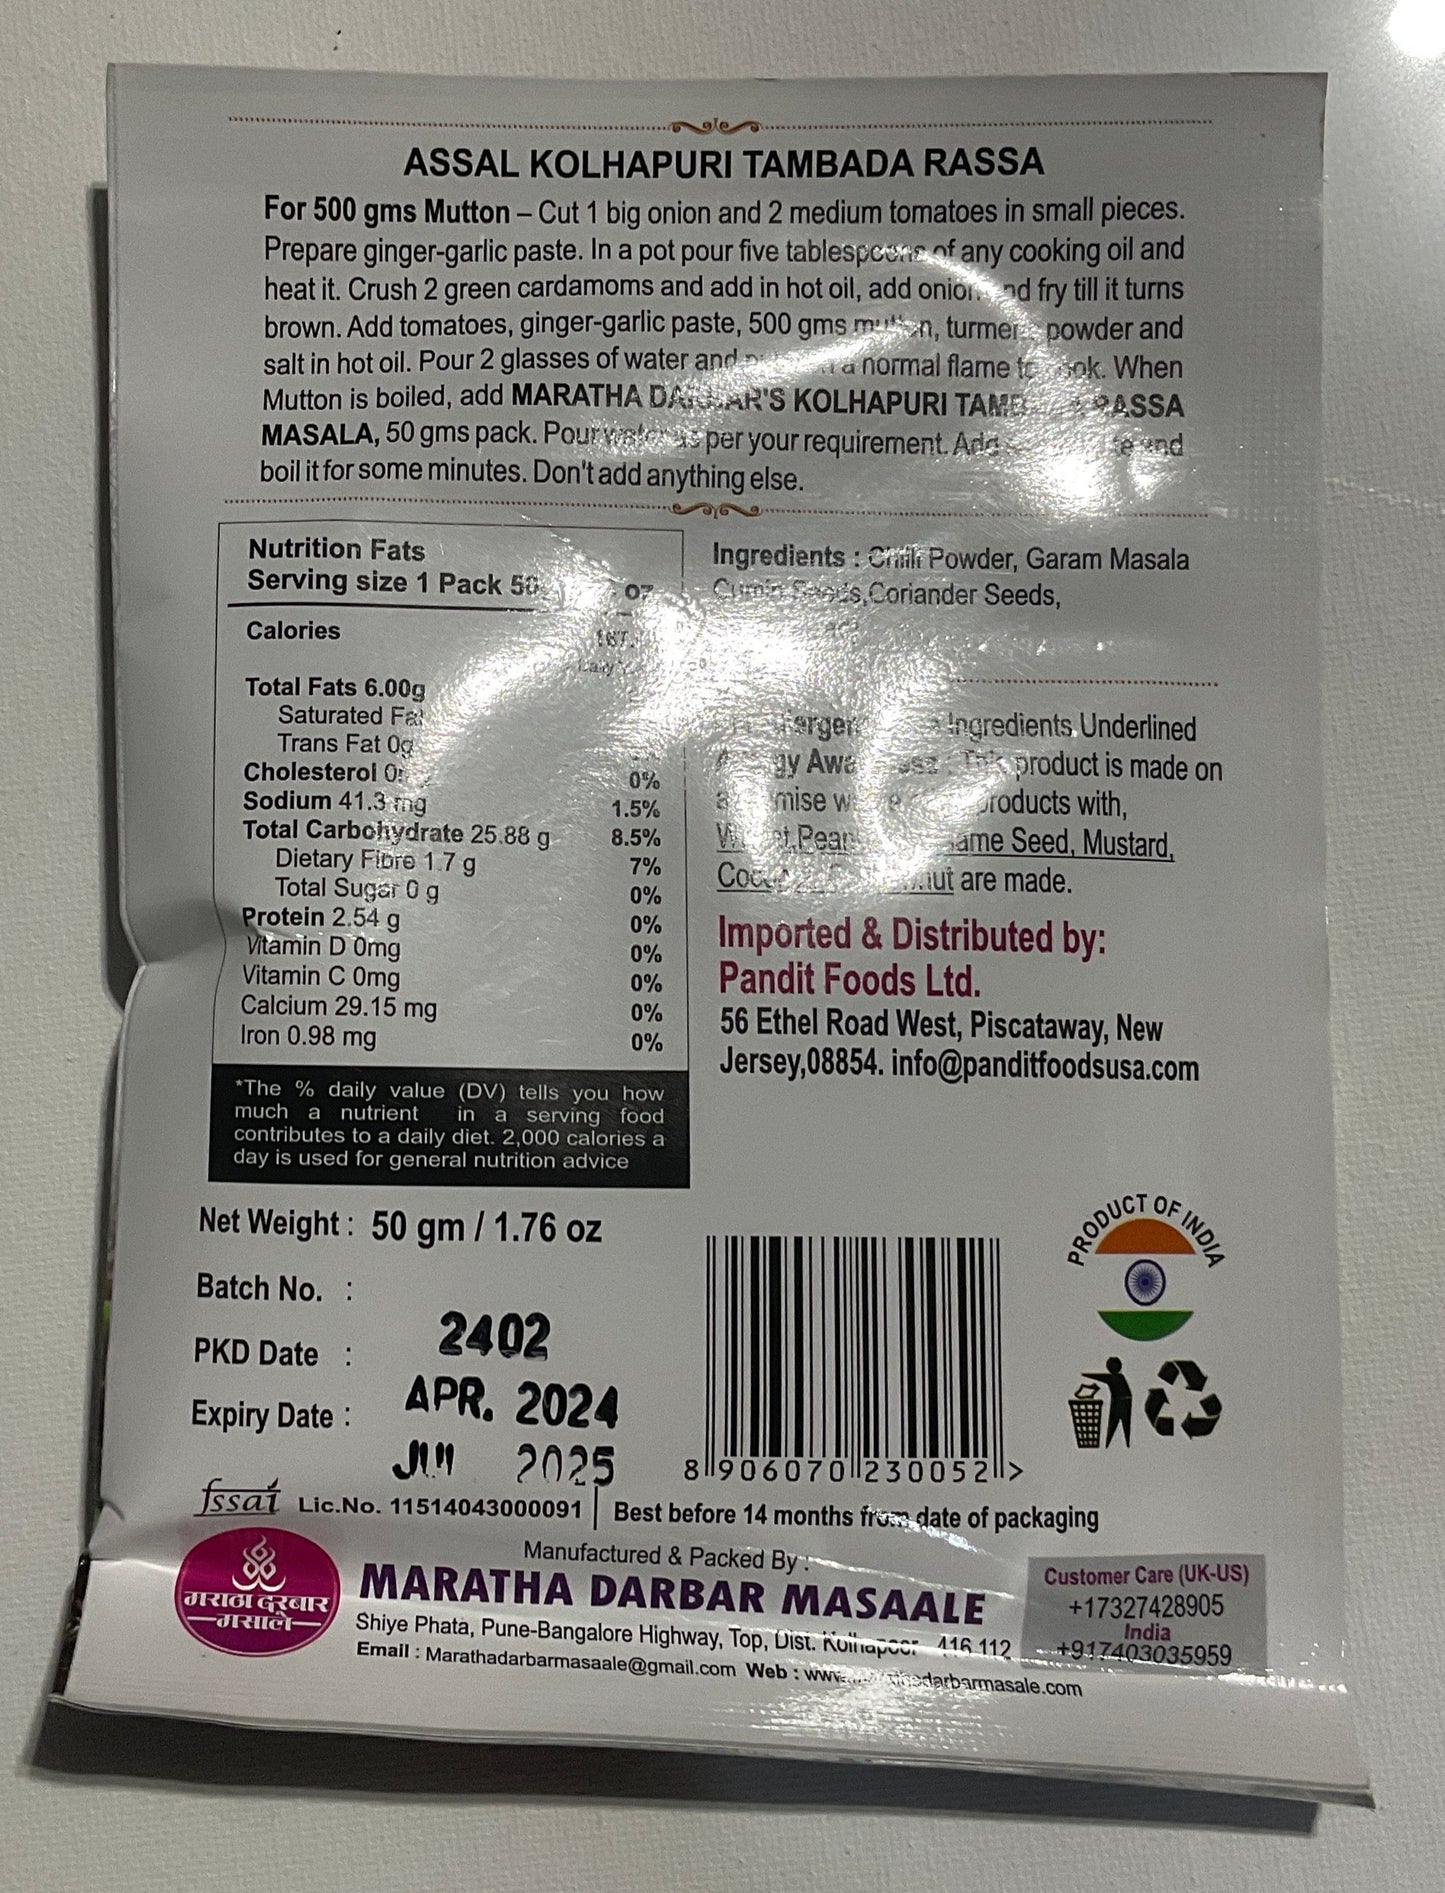 ASSAL KOLHAPURI TAMBADA RASSA
For 500 gms Mutton – Cut 1 big onion and 2 medium tomatoes in small pieces.
Prepare ginger-garlic paste. In a pot pour five tablespoons of any cooking oil and
heat it. Crush 2 green cardamoms and add in hot oil, add onion and fry till it turns
brown. Add tomatoes, ginger-garlic paste, 500 gms mutton, turmeric powder and
salt in hot oil. Pour 2 glasses of water and a normal flame to cook. When
Mutton is boiled, add MARATHA DARBAR'S KOLHAPURI TAMBADA RASSA
MASALA, 50 gms pack. Pour water as per your requirement. Add and
boil it for some minutes. Don't add anything else.
Nutrition Fats
Serving size 1 Pack oz
Calories
Total Fats 6.00g
Saturated Fat
Trans Fat 0g
Cholesterol 0%
Sodium 41.3 mg 1.5%
Total Carbohydrate 25.88 g 8.5%
Dietary Fibre 1.7 g 7%
Total Sugar 0 g 0%
Protein 2.54 g 0%
Vitamin D 0mg 0%
Vitamin C 0mg 0%
Calcium 29.15 mg 0%
Iron 0.98 mg 0%
*The % daily value (DV) tells you how
much a nutrient in a serving food
contributes to a daily diet. 2,000 calories a
day is used for general nutrition advice
Ingredients : Chilli Powder, Garam Masala
Cumin Seeds,Coriander Seeds,
Ingredients Underlined
This product is made on
products with,
Seed, Mustard,
are made.
Imported & Distributed by:
Pandit Foods Ltd.
56 Ethel Road West, Piscataway, New
Jersey,08854. info@panditfoodsusa.com
Net Weight : 50 gm / 1.76 oz
Batch No. :
2402
PKD Date :
APR. 2024
Expiry Date :
2025
PRODUCT OF INDIA
8 906070 230052 >
fssai Lic.No. 11514043000091 Best before 14 months from date of packaging
Manufactured & Packed By :
MARATHA DARBAR MASAALE
Shiye Phata, Pune-Bangalore Highway, Top, Dist. Kolhapoor 416 112
Email : Marathadarbarmasaale@gmail.com Web :
मराठा दरबार
मसाले
Customer Care (UK-US)
+17327428905
India
+917403035959